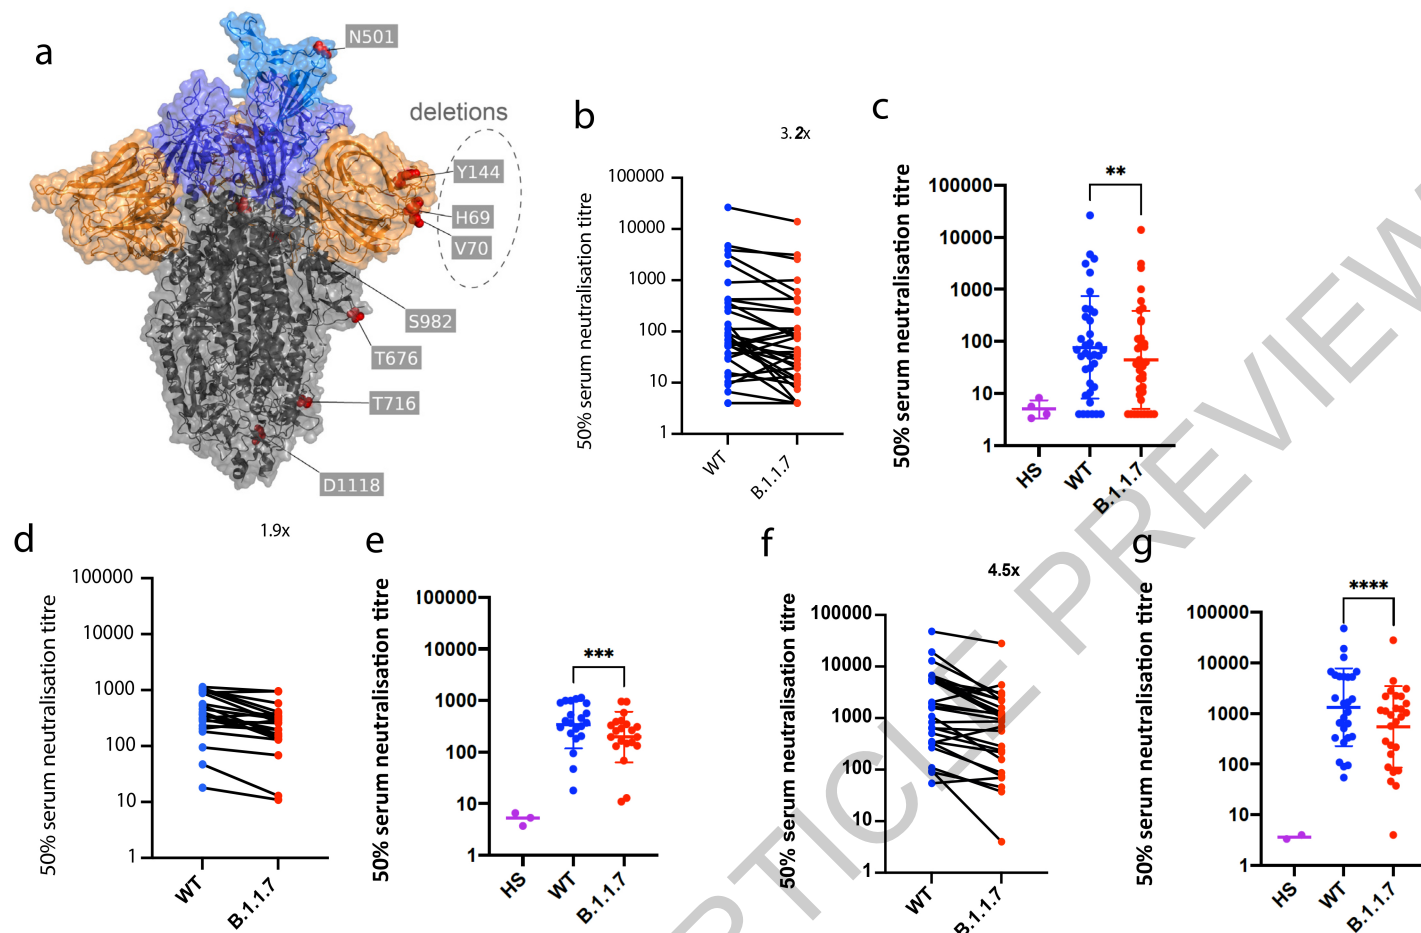 a
N501
deletions
Y144
H69
V70
S982
T676
T716
D1118
b
3.2x
50% serum neutralisation titre
100000
10000
1000
100
10
1
WT
B.1.1.7
c
**
50% serum neutralisation titre
100000
10000
1000
100
10
1
HS
WT
B.1.1.7
d
1.9x
50% serum neutralisation titre
100000
10000
1000
100
10
1
WT
B.1.1.7
e
***
50% serum neutralisation titre
100000
10000
1000
100
10
1
HS
WT
B.1.1.7
f
4.5x
50% serum neutralisation titre
100000
10000
1000
100
10
1
WT
B.1.1.7
g
****
50% serum neutralisation titre
100000
10000
1000
100
10
1
HS
WT
B.1.1.7
RTICLE PREVIEW